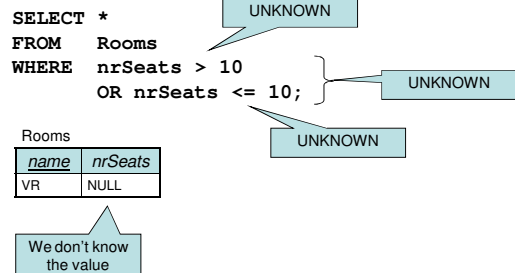 UNKNOWN
SELECT *
FROM Rooms
WHERE nrSeats > 10
OR nrSeats <= 10;
UNKNOWN
UNKNOWN
Rooms
name nrSeats
VR NULL
We don't know
the value